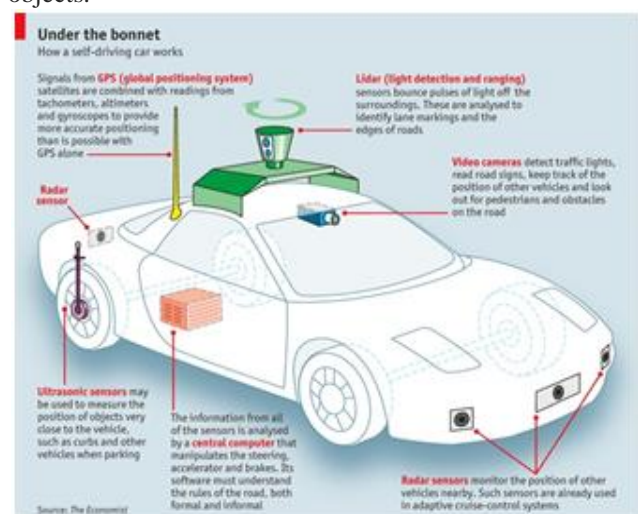 objects.
Under the bonnet
How a self-driving car works
Signals from GPS (global positioning system)
satellites are combined with readings from
tachometers, altimeters
and gyroscopes to provide
more accurate positioning
than is possible with
GPS alone
Lidar (light detection and ranging)
sensors bounce pulses of light off the
surroundings. These are analysed to
identify lane markings and the
edges of roads
Video cameras detect traffic lights,
read road signs, keep track of the
position of other vehicles and look
out for pedestrians and obstacles
on the road
Radar
sensor
Ultrasonic sensors may
be used to measure the
position of objects very
close to the vehicle,
such as curbs and other
vehicles when parking
The information from all
of the sensors is analysed
by a central computer that
manipulates the steering,
accelerator and brakes. Its
software must understand
the rules of the road, both
formal and informal
Radar sensors monitor the position of other
vehicles nearby. Such sensors are already used
in adaptive cruise-control systems
Source: The Economist